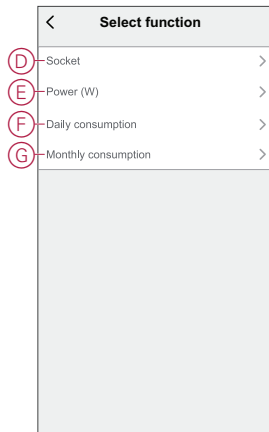 Select function
D Socket
E Power (W)
F Daily consumption
G Monthly consumption